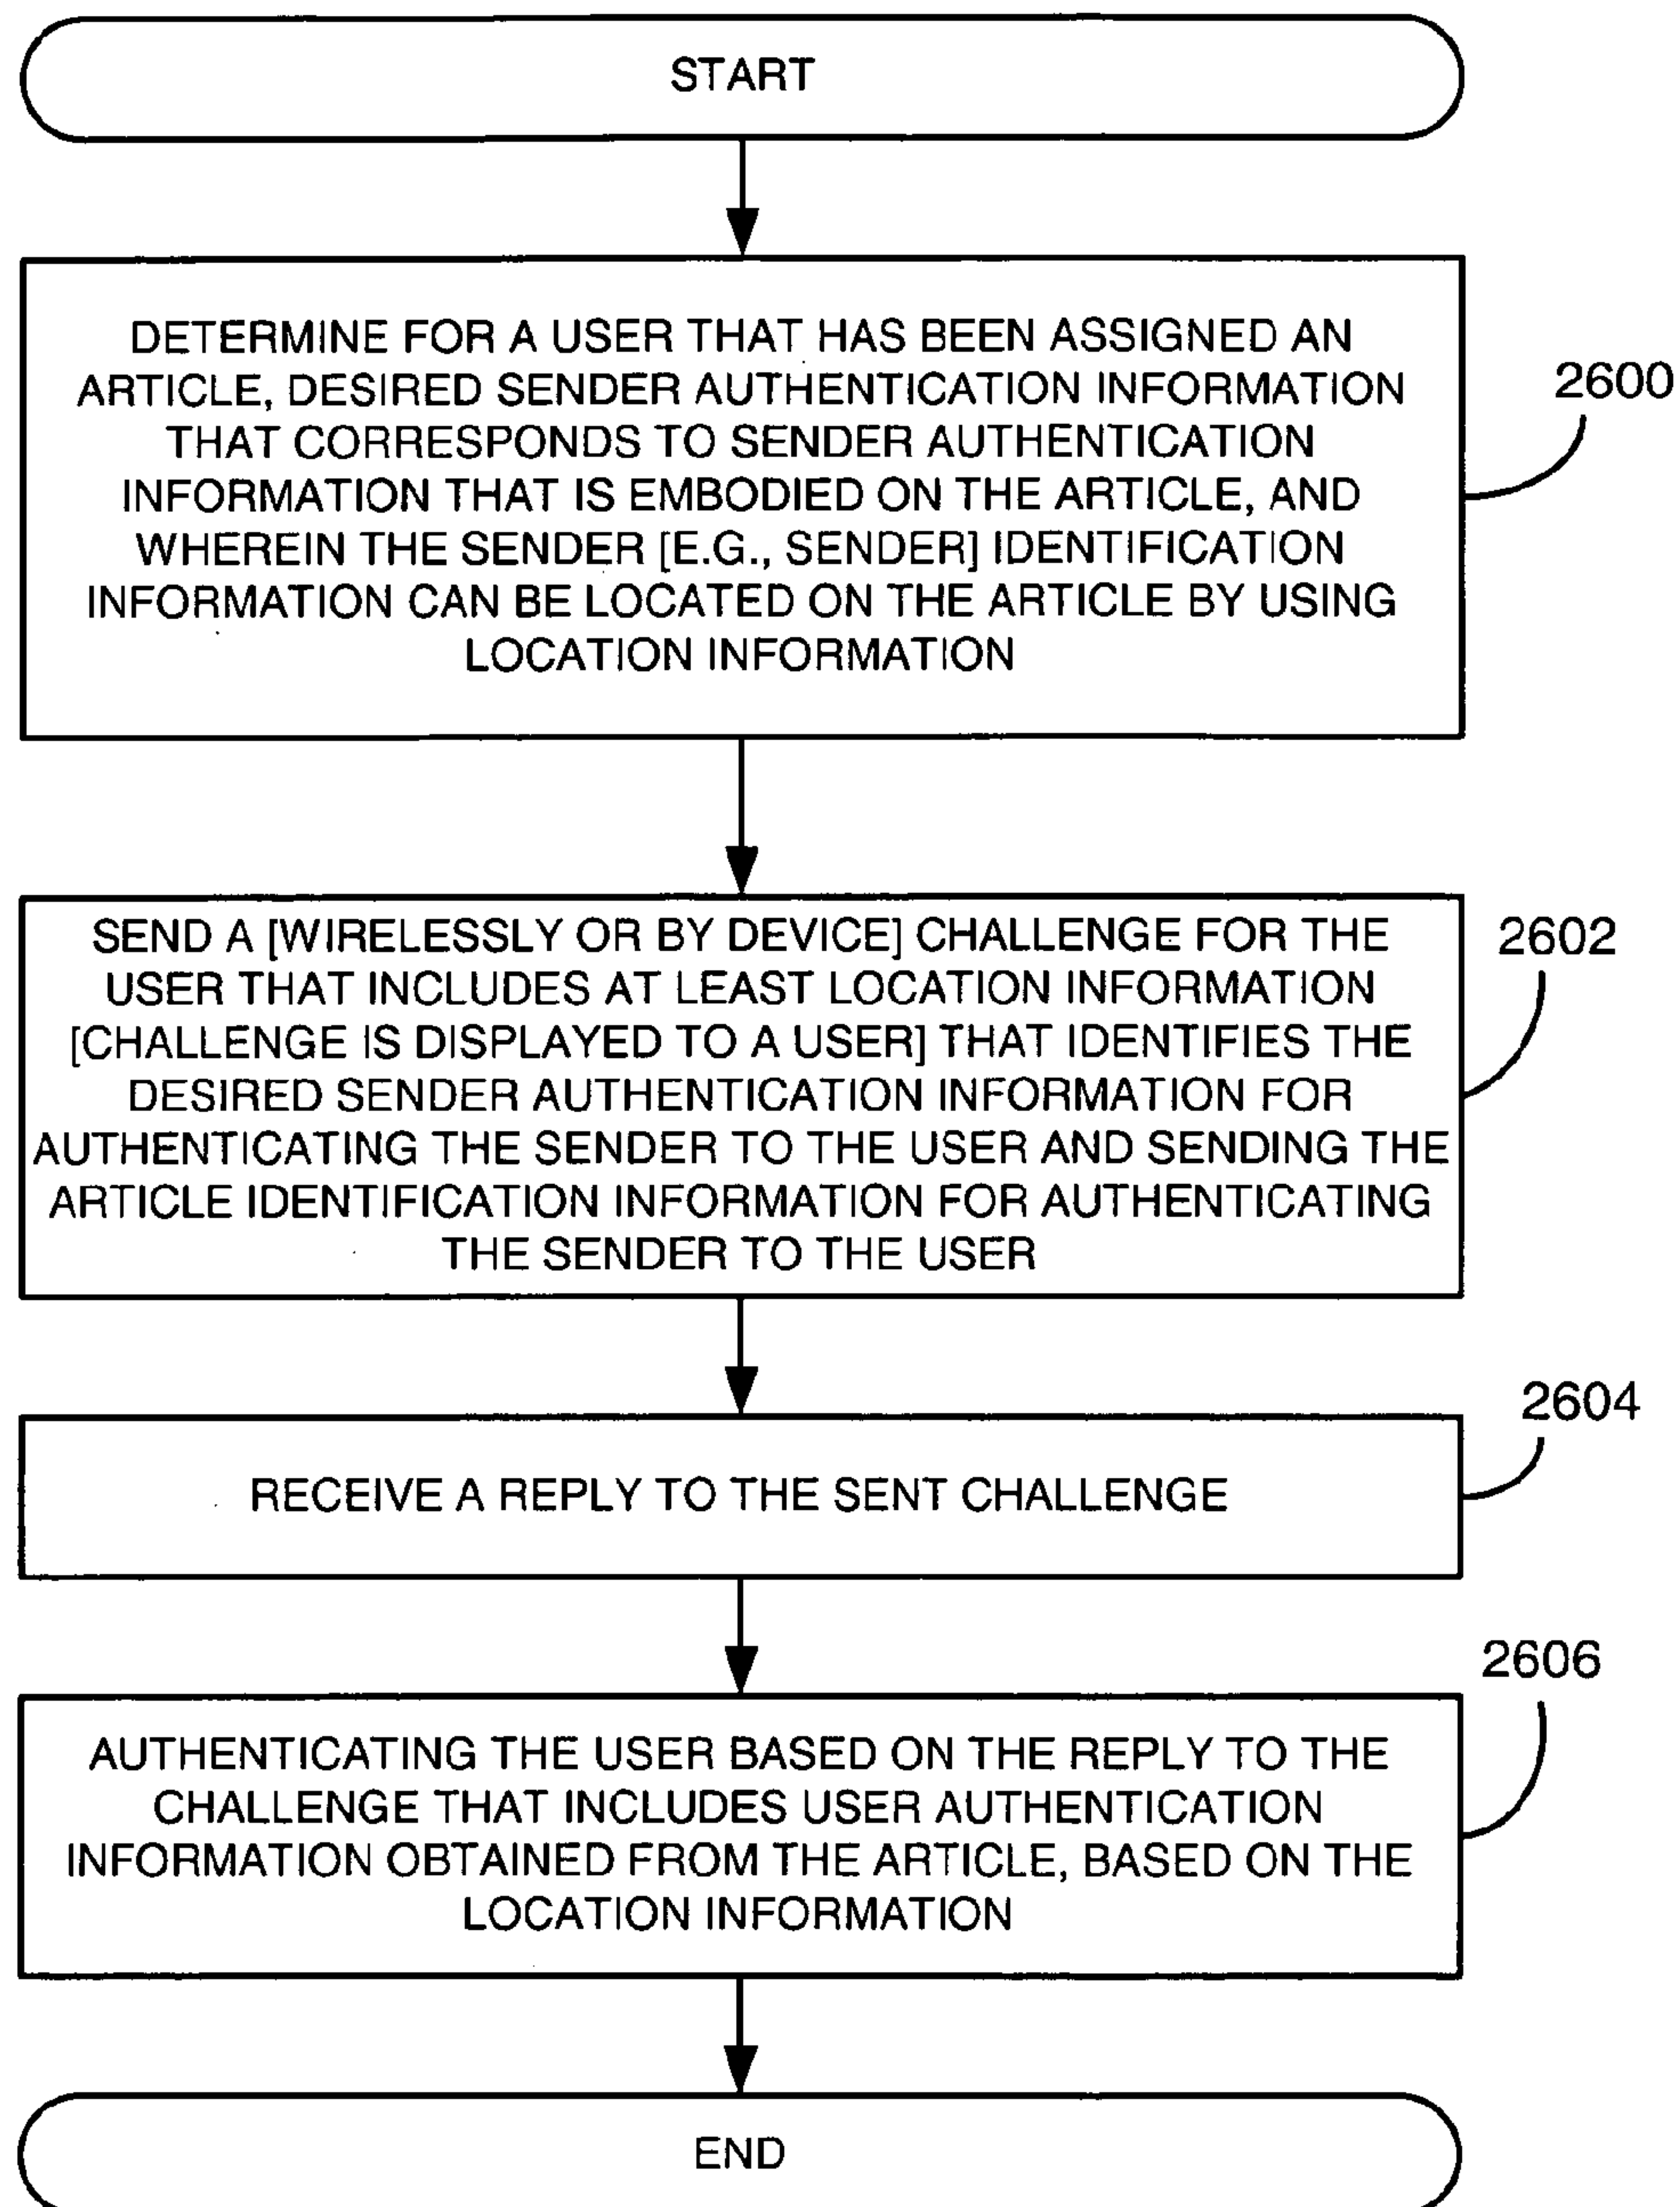 START
DETERMINE FOR A USER THAT HAS BEEN ASSIGNED AN
ARTICLE, DESIRED SENDER AUTHENTICATION INFORMATION
THAT CORRESPONDS TO SENDER AUTHENTICATION
INFORMATION THAT IS EMBODIED ON THE ARTICLE, AND
WHEREIN THE SENDER [E.G., SENDER] IDENTIFICATION
INFORMATION CAN BE LOCATED ON THE ARTICLE BY USING
LOCATION INFORMATION
2600
SEND A [WIRELESSLY OR BY DEVICE] CHALLENGE FOR THE
USER THAT INCLUDES AT LEAST LOCATION INFORMATION
[CHALLENGE IS DISPLAYED TO A USER] THAT IDENTIFIES THE
DESIRED SENDER AUTHENTICATION INFORMATION FOR
AUTHENTICATING THE SENDER TO THE USER AND SENDING THE
ARTICLE IDENTIFICATION INFORMATION FOR AUTHENTICATING
THE SENDER TO THE USER
2602
RECEIVE A REPLY TO THE SENT CHALLENGE
2604
AUTHENTICATING THE USER BASED ON THE REPLY TO THE
CHALLENGE THAT INCLUDES USER AUTHENTICATION
INFORMATION OBTAINED FROM THE ARTICLE, BASED ON THE
LOCATION INFORMATION
2606
END